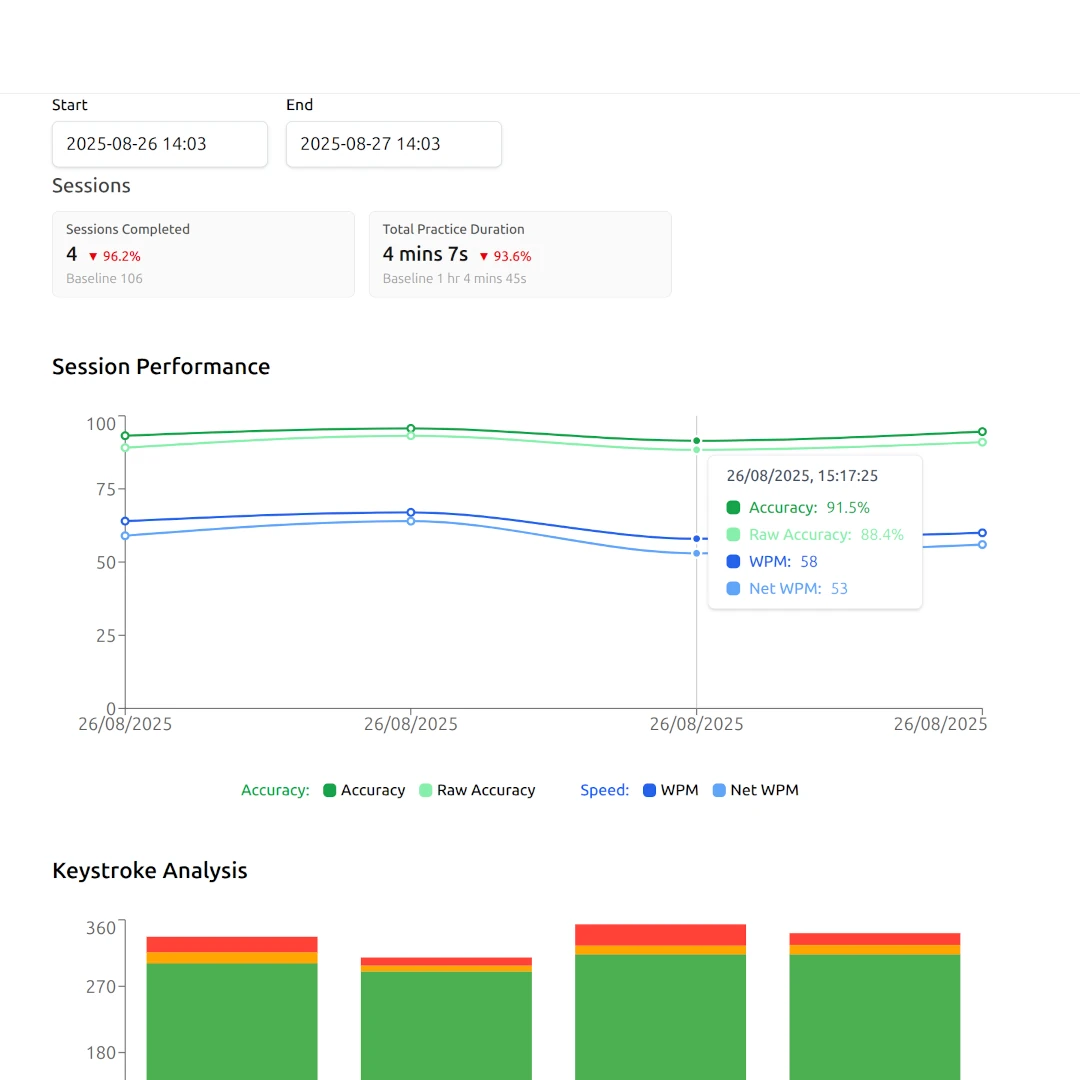 Start End
2025-08-26 14:03 2025-08-27 14:03
Sessions
Sessions Completed Total Practice Duration
4 ▼ 96.2% 4 mins 7s ▼ 93.6%
Baseline 106 Baseline 1 hr 4 mins 45s
Session Performance
100
75
50
25
0
26/08/2025, 15:17:25
Accuracy: 91.5%
Raw Accuracy: 88.4%
WPM: 58
Net WPM: 53
26/08/2025 26/08/2025 26/08/2025 26/08/2025
Accuracy: Accuracy Raw Accuracy Speed: WPM Net WPM
Keystroke Analysis
360
270
180